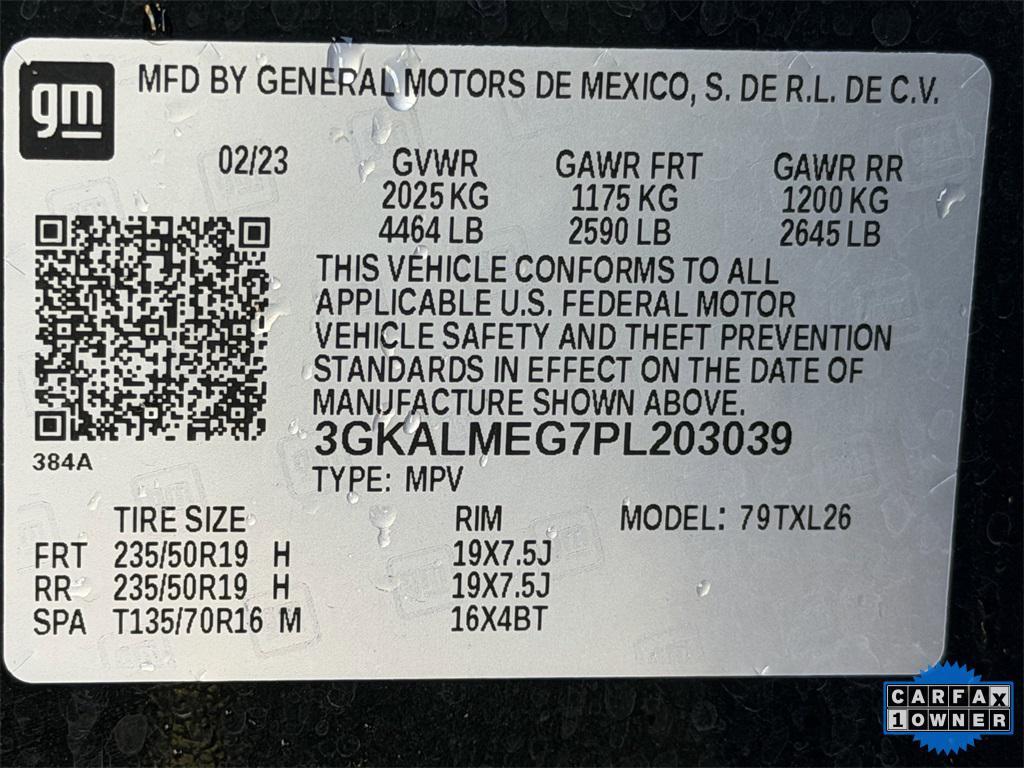 gm
MFD BY GENERAL MOTORS DE MEXICO, S. DE R.L. DE C.V.
02/23 GVWR GAWR FRT GAWR RR
2025 KG 1175 KG 1200 KG
4464 LB 2590 LB 2645 LB
THIS VEHICLE CONFORMS TO ALL
APPLICABLE U.S. FEDERAL MOTOR
VEHICLE SAFETY AND THEFT PREVENTION
STANDARDS IN EFFECT ON THE DATE OF
MANUFACTURE SHOWN ABOVE.
3GKALMEG7PL203039
384A
TYPE: MPV
TIRE SIZE RIM MODEL: 79TXL26
FRT 235/50R19 H 19X7.5J
RR 235/50R19 H 19X7.5J
SPA T135/70R16 M 16X4BT
CARFAX
1 OWNER